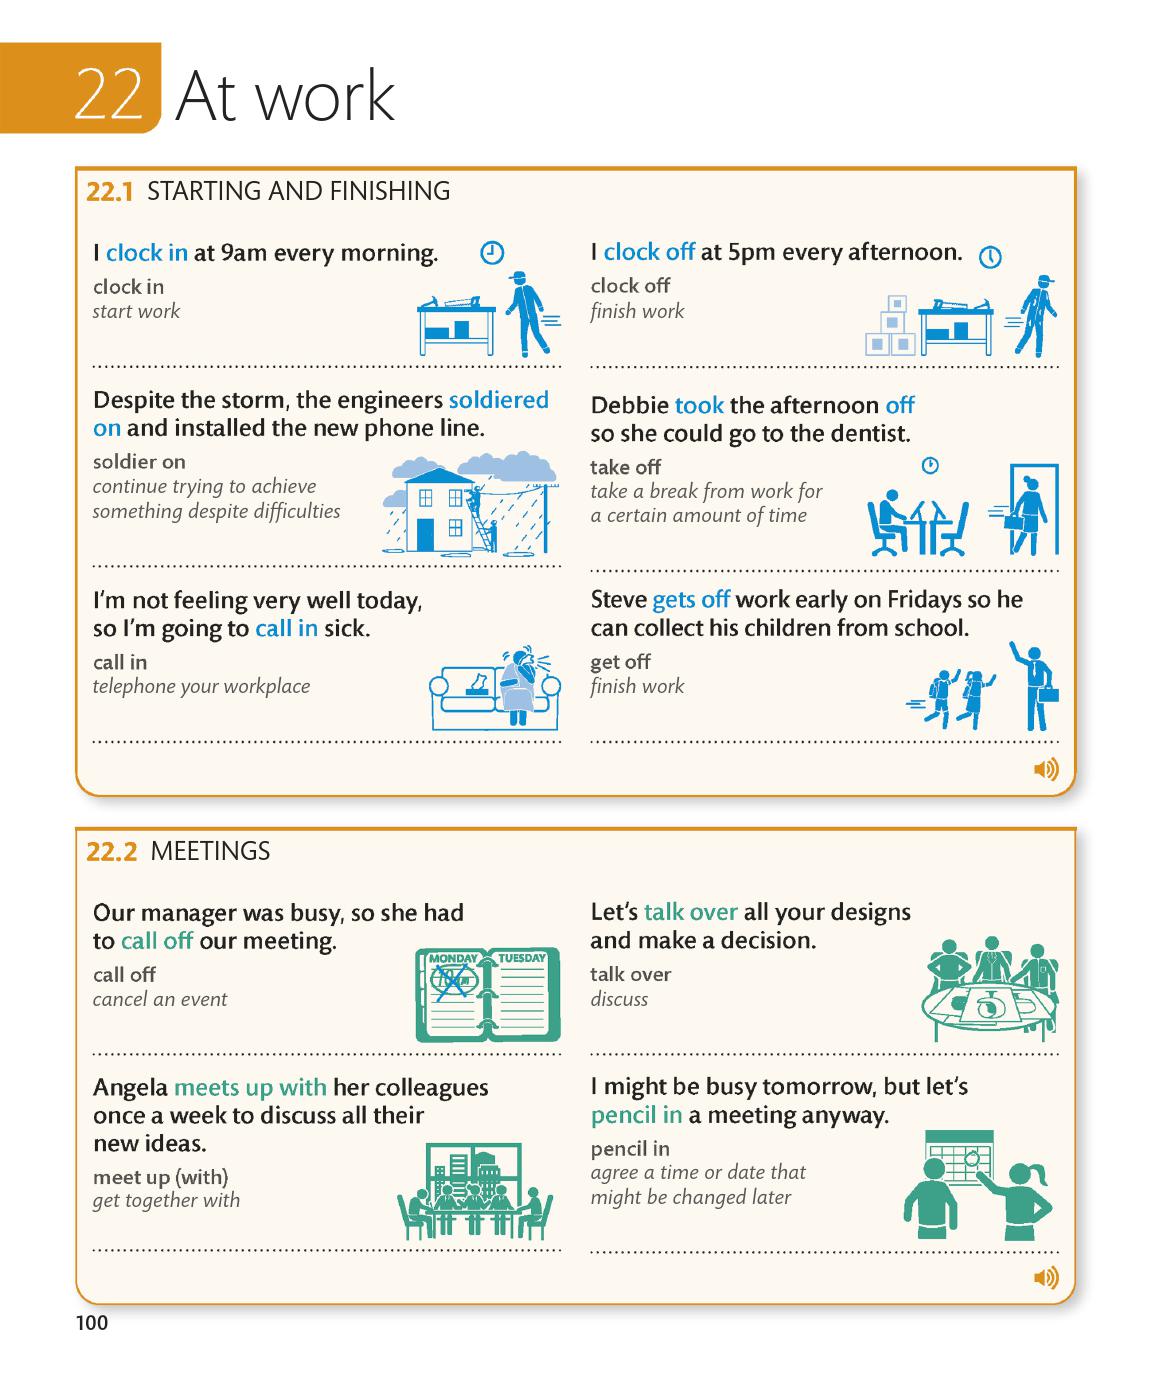 22 At work
22.1 STARTING AND FINISHING
I clock in at 9am every morning.
clock in
start work
I clock off at 5pm every afternoon.
clock off
finish work
Despite the storm, the engineers soldiered
on and installed the new phone line.
soldier on
continue trying to achieve
something despite difficulties
Debbie took the afternoon off
so she could go to the dentist.
take off
take a break from work for
a certain amount of time
I'm not feeling very well today,
so I'm going to call in sick.
call in
telephone your workplace
Steve gets off work early on Fridays so he
can collect his children from school.
get off
finish work
22.2 MEETINGS
Our manager was busy, so she had
to call off our meeting.
call off
cancel an event
MONDAY TUESDAY
10am
Let's talk over all your designs
and make a decision.
talk over
discuss
Angela meets up with her colleagues
once a week to discuss all their
new ideas.
meet up (with)
get together with
I might be busy tomorrow, but let's
pencil in a meeting anyway.
pencil in
agree a time or date that
might be changed later
100